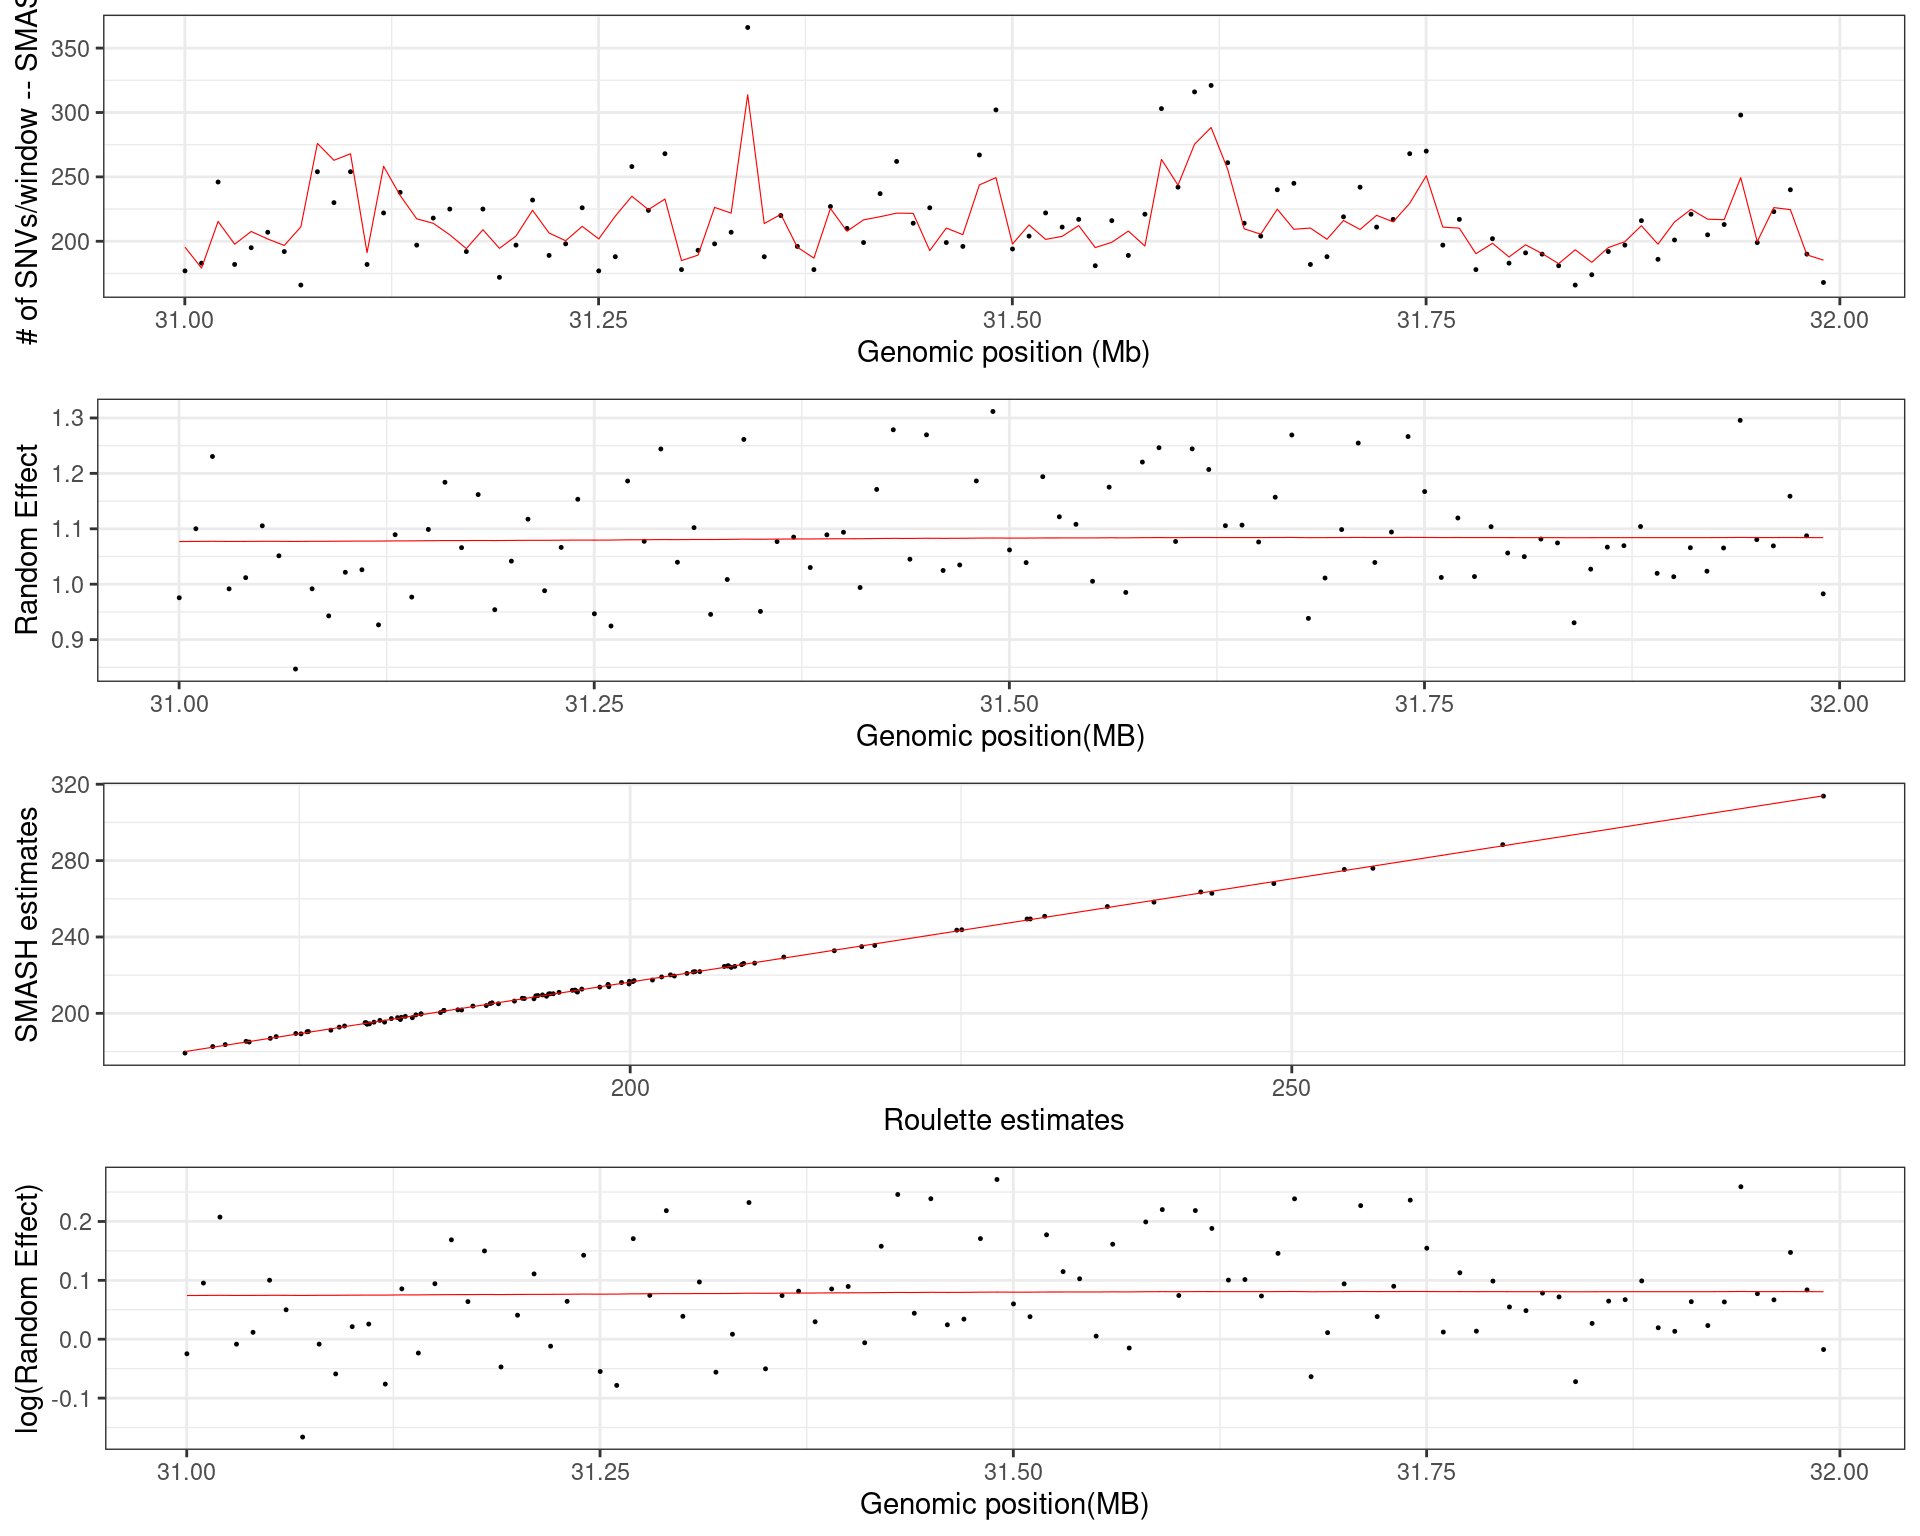 # of SNVs/window -- SMAS
350
300
250
200
31.00 31.25 31.50 31.75 32.00
Genomic position (Mb)
Random Effect
1.3
1.2
1.1
1.0
0.9
31.00 31.25 31.50 31.75 32.00
Genomic position(MB)
SMASH estimates
320
280
240
200
200 250
Roulette estimates
log(Random Effect)
0.2
0.1
0.0
-0.1
31.00 31.25 31.50 31.75 32.00
Genomic position(MB)